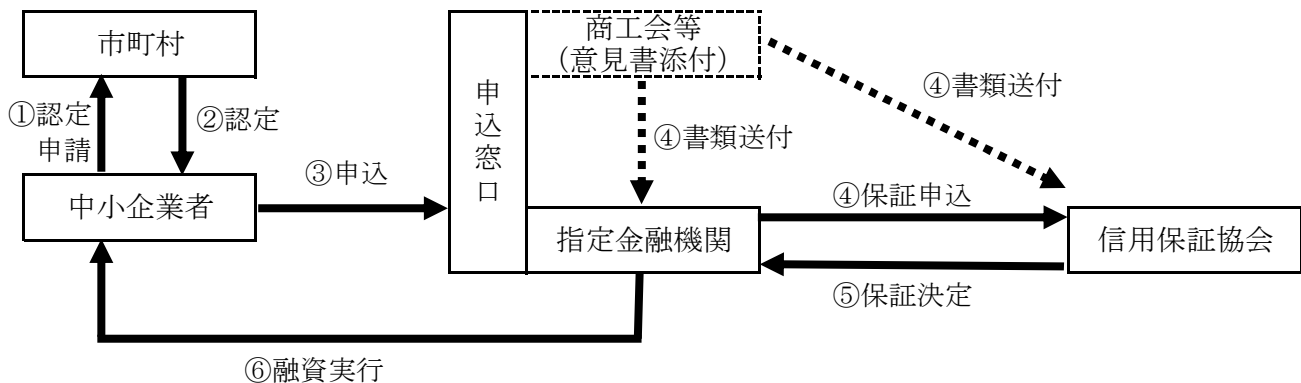 市町村
商工会等
(意見書添付)
①認定
申請
②認定
申込窓口
④書類送付
④書類送付
③申込
中小企業者
④保証申込
指定金融機関
信用保証協会
⑤保証決定
⑥融資実行